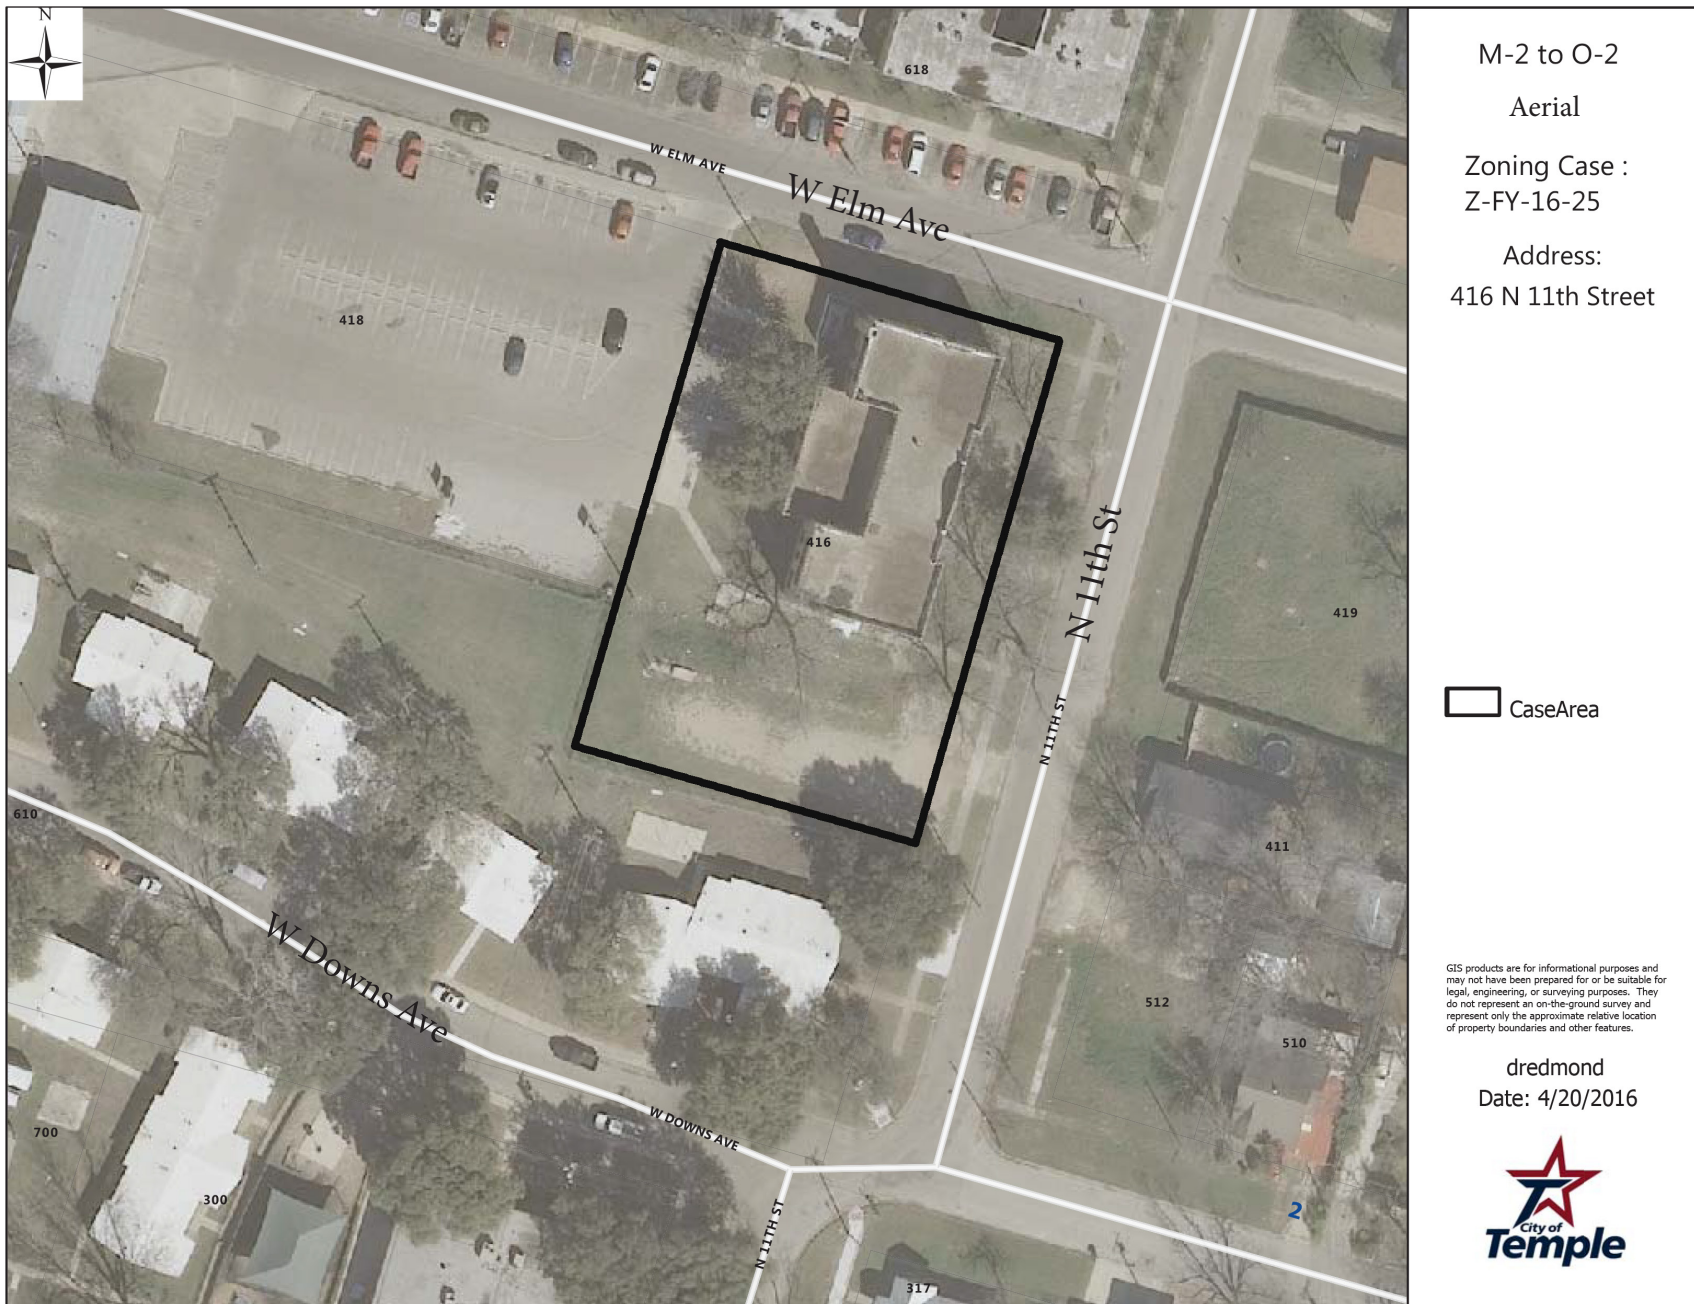 N
618
W ELM AVE
W Elm Ave
418
416
N 11th St
419
N 11TH ST
610
411
W Downs Ave
512
510
700
W DOWNS AVE
300
N 11TH ST
2
317
M-2 to O-2
Aerial
Zoning Case :
Z-FY-16-25
Address:
416 N 11th Street
CaseArea
GIS products are for informational purposes and
may not have been prepared for or be suitable for
legal, engineering, or surveying purposes. They
do not represent an on-the-ground survey and
represent only the approximate relative location
of property boundaries and other features.
dredmond
Date: 4/20/2016
City of
Temple